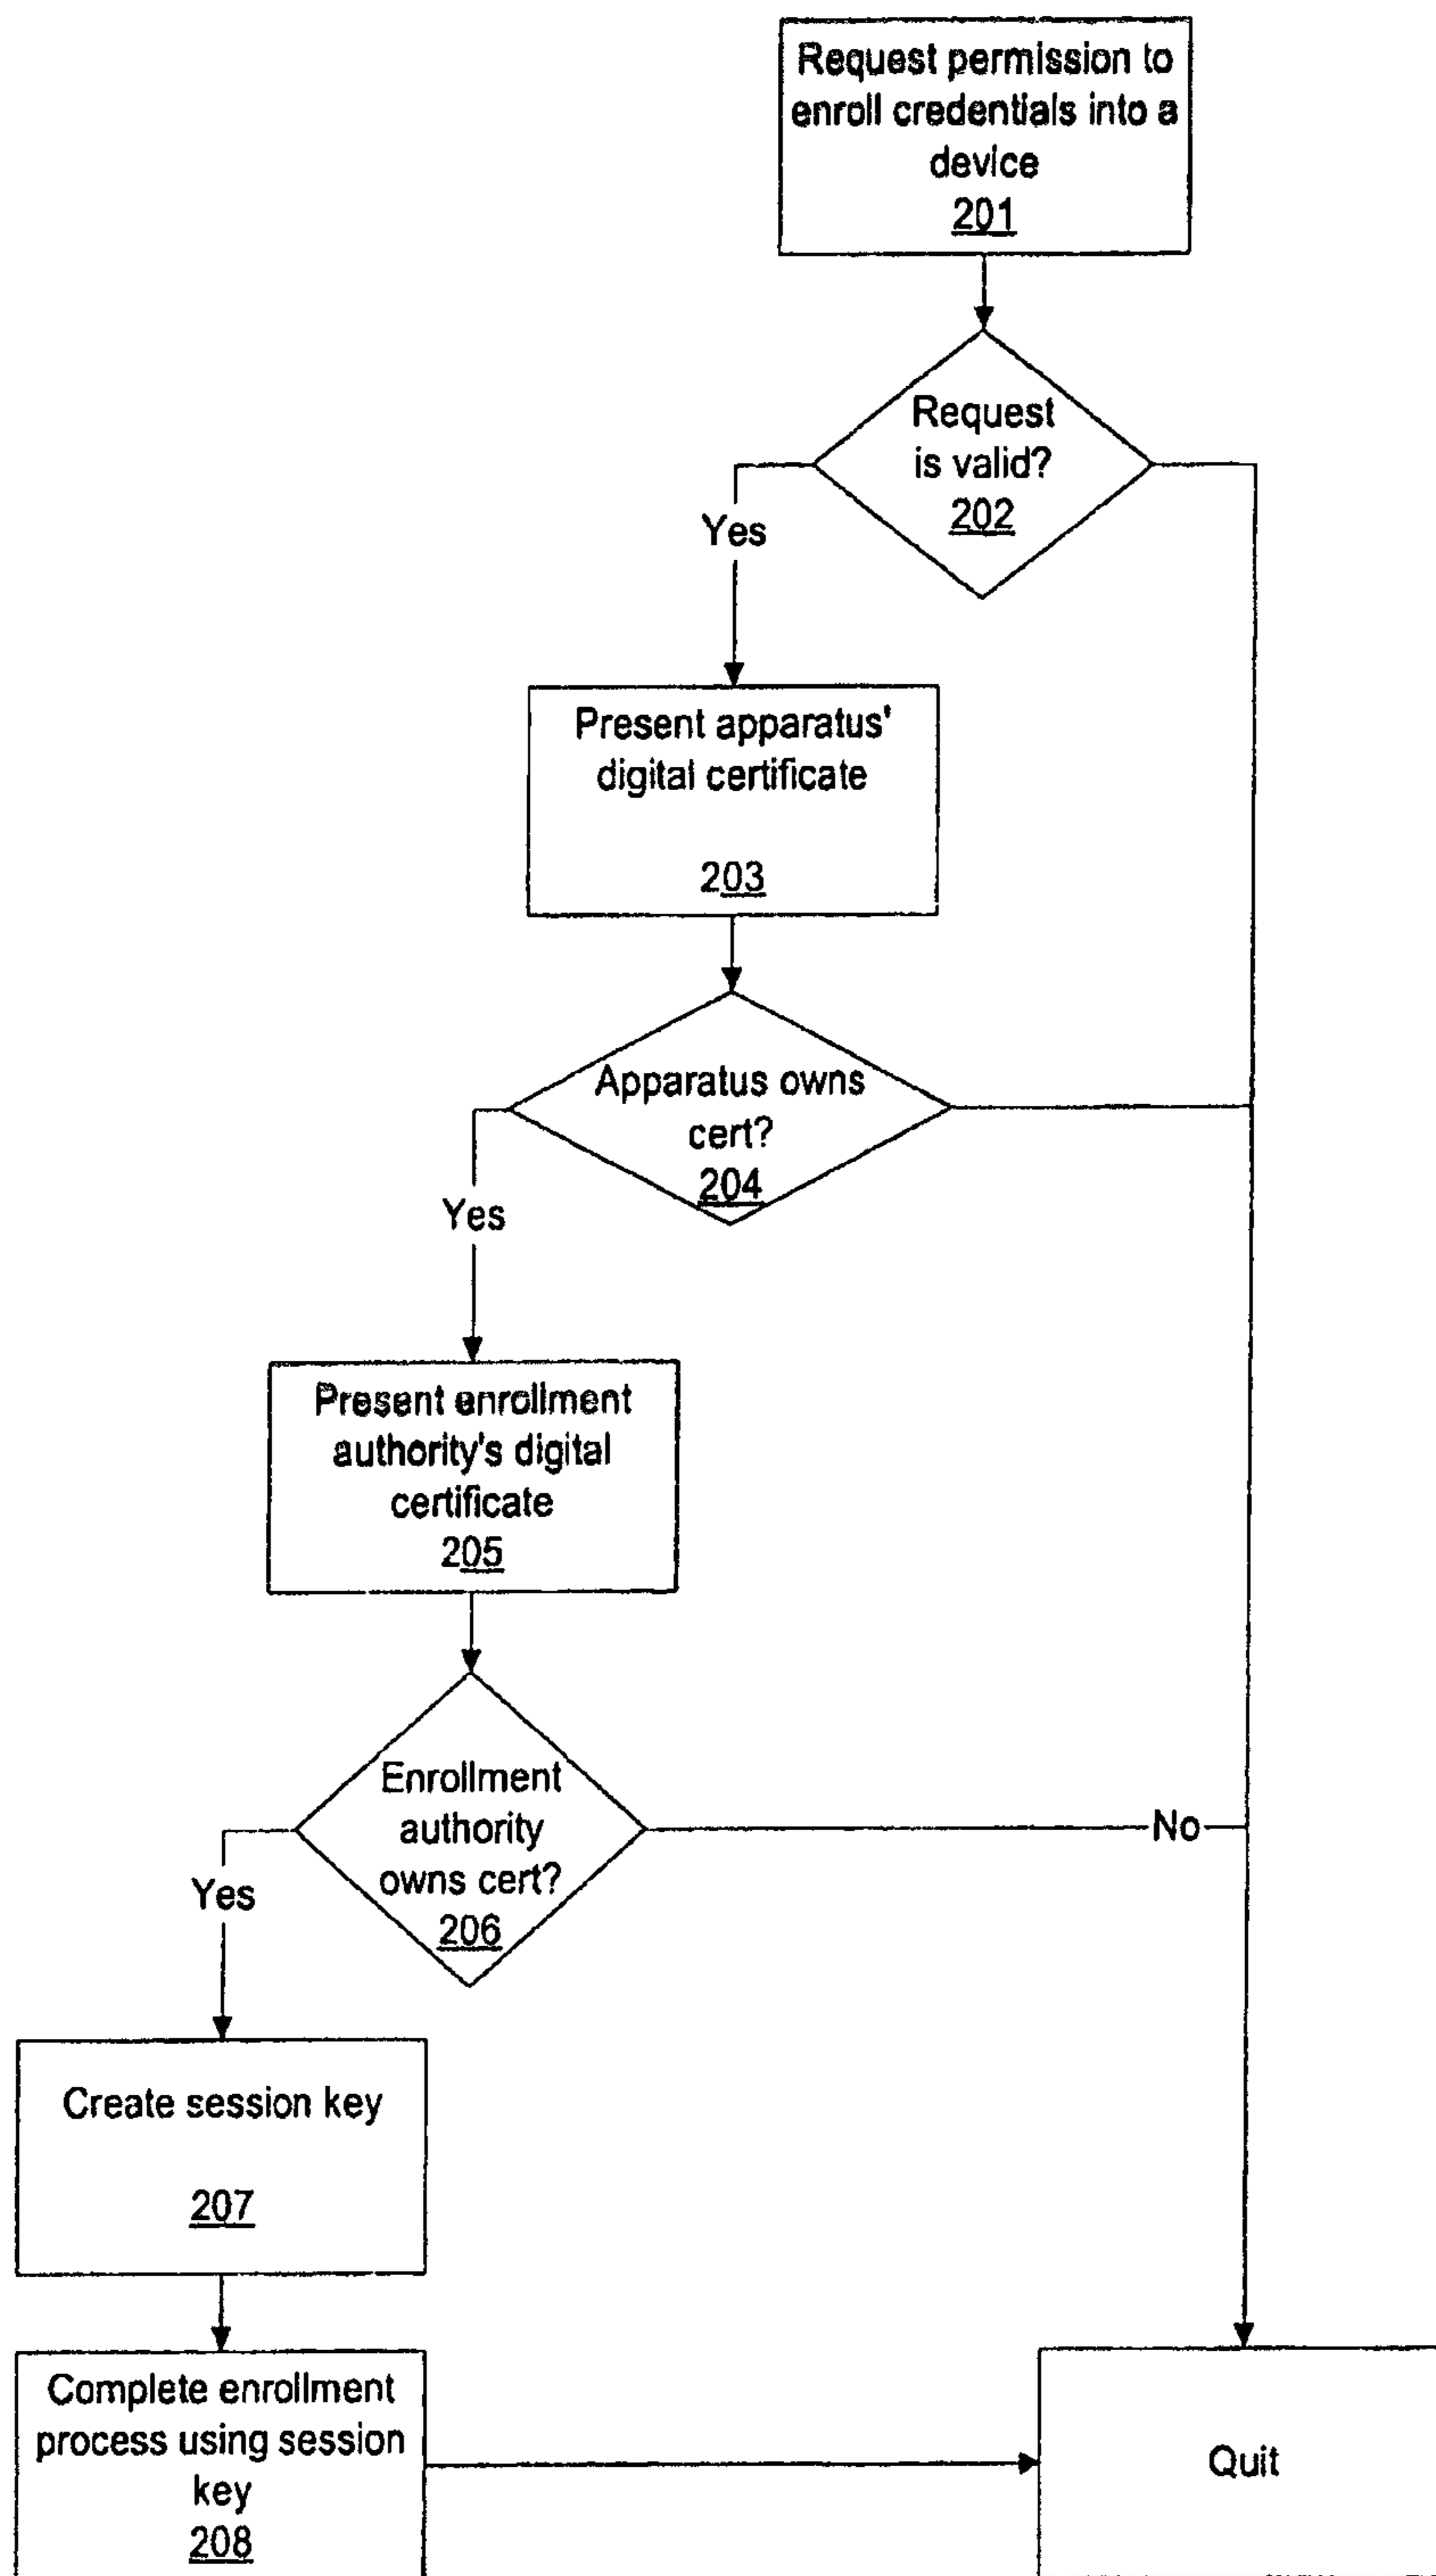 Request permission to
enroll credentials into a
device
201
Request
is valid?
202
Yes
Present apparatus'
digital certificate
203
Apparatus owns
cert?
204
Yes
Present enrollment
authority's digital
certificate
205
Enrollment
authority
owns cert?
206
No
Yes
Create session key
207
Complete enrollment
process using session
key
208
Quit